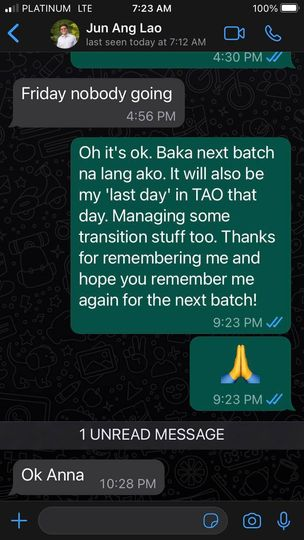 PLATINUM LTE 7:23 AM 100%
Jun Ang Lao
last seen today at 7:12 AM
4:30 PM
Friday nobody going
4:56 PM
Oh it's ok. Baka next batch
na lang ako. It will also be
my 'last day' in TAO that
day. Managing some
transition stuff too. Thanks
for remembering me and
hope you remember me
again for the next batch!
9:23 PM
9:23 PM
1 UNREAD MESSAGE
Ok Anna
10:28 PM